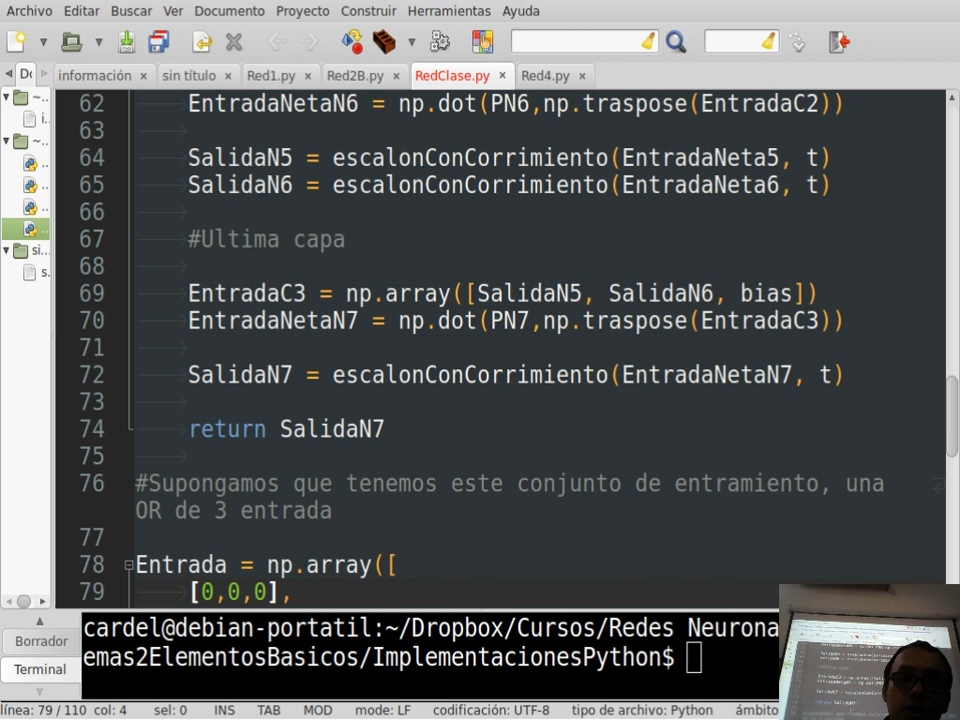 Archivo Editar Buscar Ver Documento Proyecto Construir Herramientas Ayuda
información × sin título × Red1.py × Red2B.py × RedClase.py × Red4.py ×
62 EntradaNetaN6 = np.dot(PN6,np.traspose(EntradaC2))
63
64 SalidaN5 = escalonConCorrimiento(EntradaNeta5, t)
65 SalidaN6 = escalonConCorrimiento(EntradaNeta6, t)
66
67 #Ultima capa
68
69 EntradaC3 = np.array([SalidaN5, SalidaN6, bias])
70 EntradaNetaN7 = np.dot(PN7,np.traspose(EntradaC3))
71
72 SalidaN7 = escalonConCorrimiento(EntradaNetaN7, t)
73
74 return SalidaN7
75
76 #Supongamos que tenemos este conjunto de entramiento, una
OR de 3 entrada
77
78 Entrada = np.array([
79 [0,0,0],
Borrador
Terminal
cardel@debian-portatil:~/Dropbox/Cursos/Redes Neurona
emas2ElementosBasicos/ImplementacionesPython$
línea: 79 / 110 col: 4 sel: 0 INS TAB MOD mode: LF codificación: UTF-8 tipo de archivo: Python ámbito